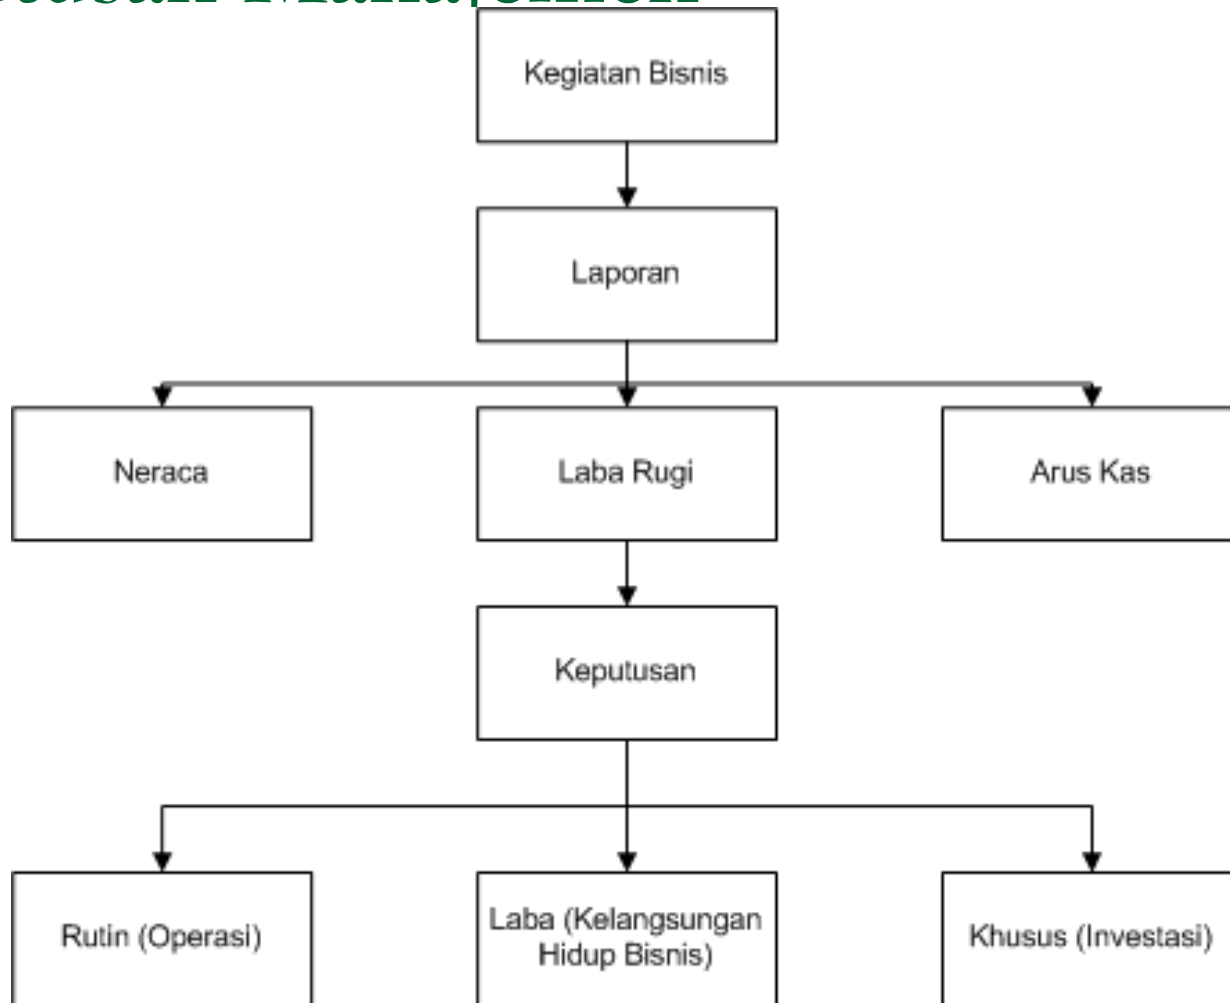 Kegiatan Bisnis
Laporan
Neraca
Laba Rugi
Arus Kas
Keputusan
Rutin (Operasi)
Laba (Kelangsungan
Hidup Bisnis)
Khusus (Investasi)